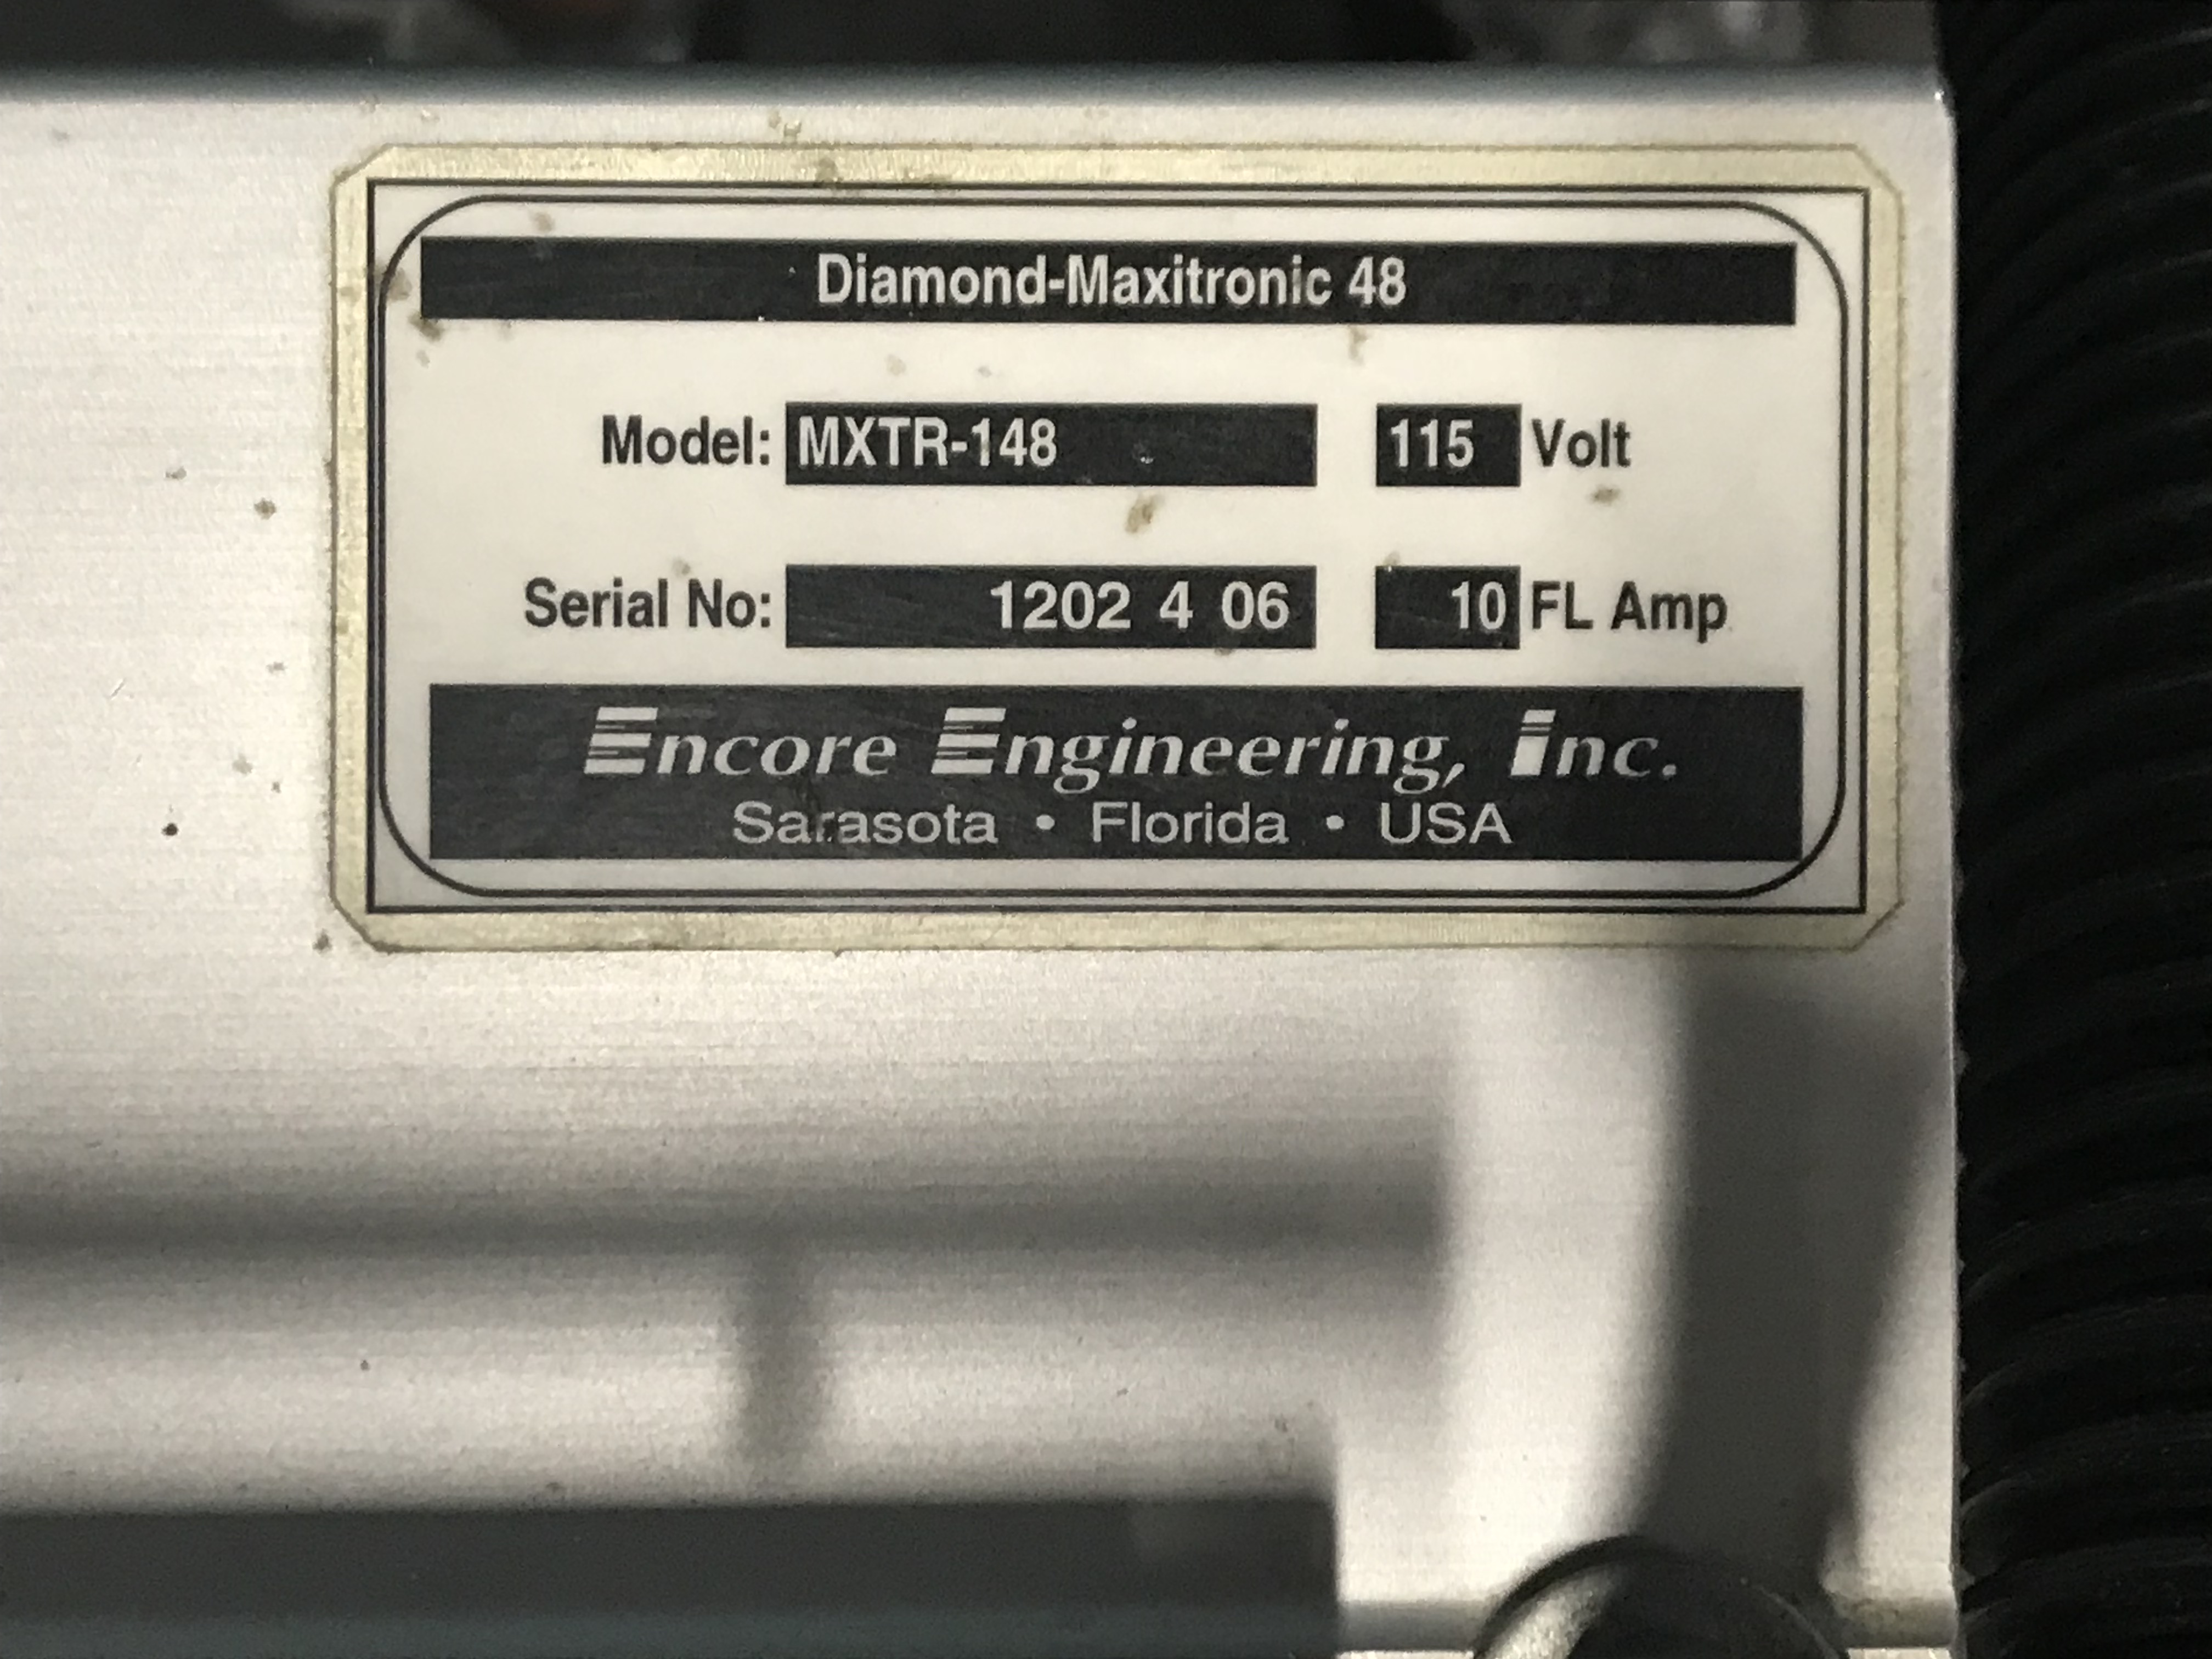 Diamond-Maxitronic 48
Model: MXTR-148 115 Volt
Serial No: 1202 4 06 10 FL Amp
Encore Engineering, Inc.
Sarasota • Florida • USA